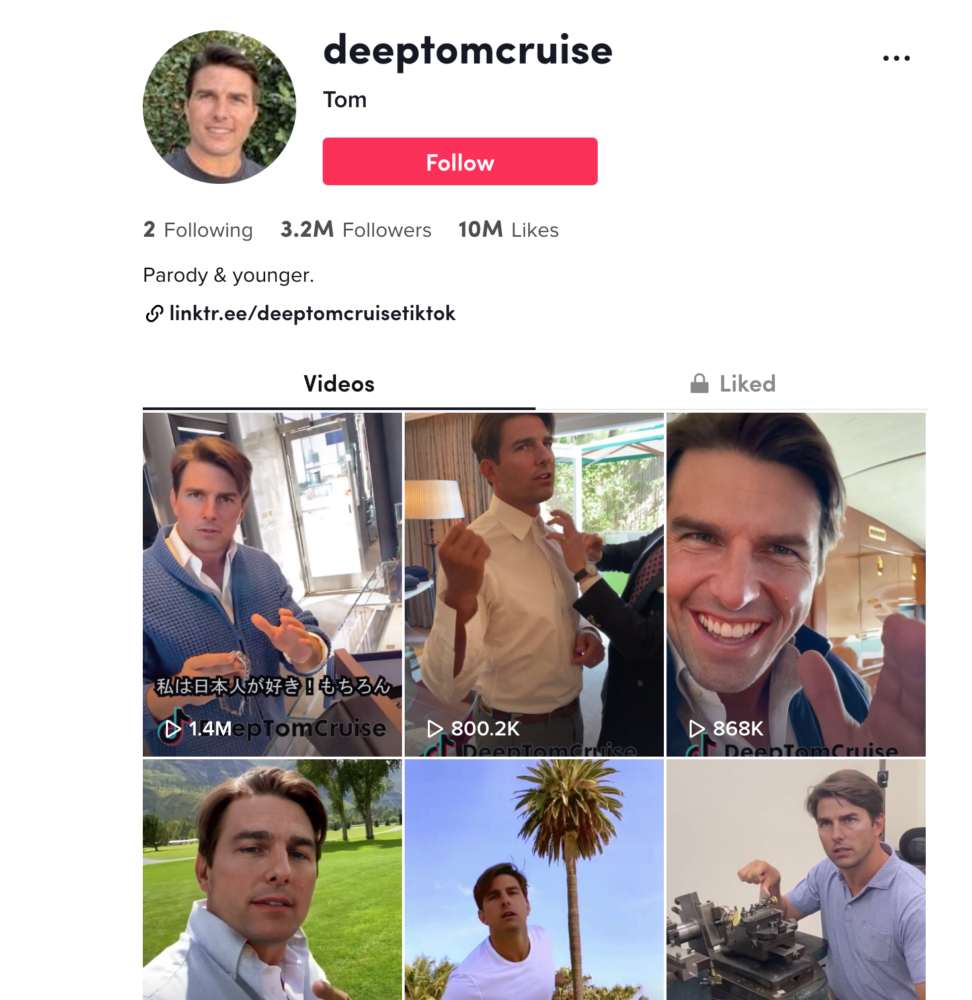 deeptomcruise
Tom
Follow
2 Following 3.2M Followers 10M Likes
Parody & younger.
linktr.ee/deeptomcruisetiktok
Videos
Liked
私は日本人が好き!もちろん
1.4M
epTomCruise
800.2K
DeepTomCruise
868K
DeepTomCruise